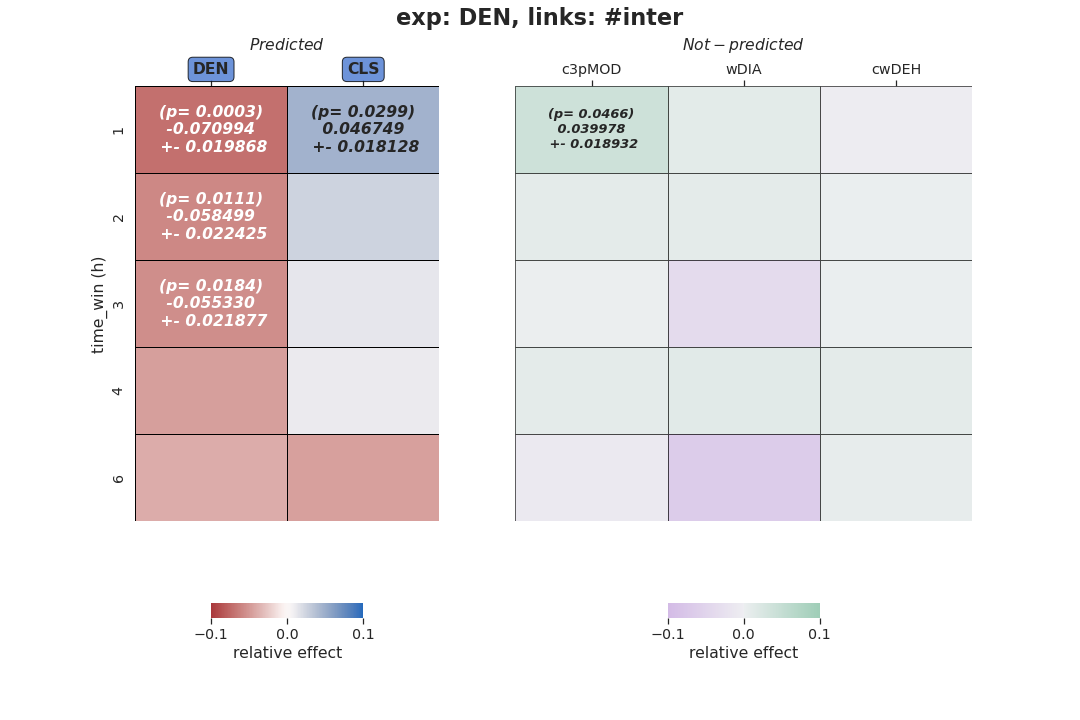 exp: DEN, links: #inter
Predicted
Not − predicted
DEN
CLS
c3pMOD
wDIA
cwDEH
time_win (h)
1
2
3
4
6
(p= 0.0003)
-0.070994
+- 0.019868
(p= 0.0299)
0.046749
+- 0.018128
(p= 0.0466)
0.039978
+- 0.018932
(p= 0.0111)
-0.058499
+- 0.022425
(p= 0.0184)
-0.055330
+- 0.021877
−0.1 0.0 0.1
relative effect
−0.1 0.0 0.1
relative effect